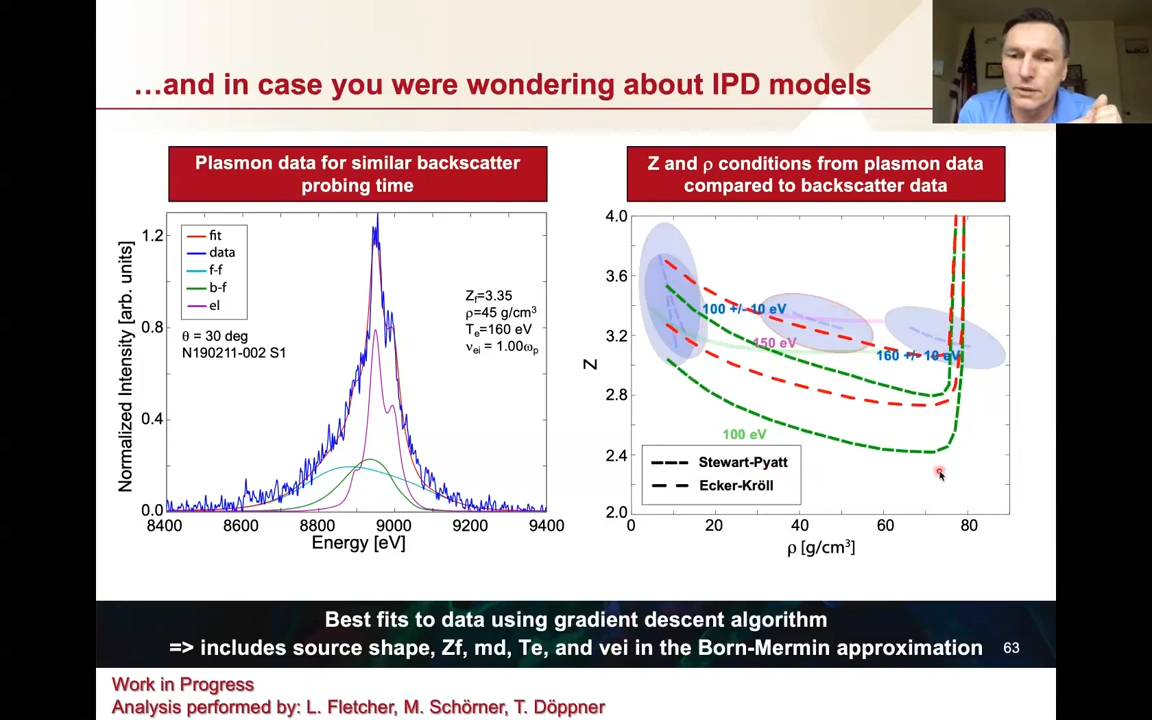 …and in case you were wondering about IPD models
Plasmon data for similar backscatter
probing time
Normalized Intensity [arb. units]
1.2
0.8
0.4
0.0
fit
data
f-f
b-f
el
θ = 30 deg
N190211-002 S1
Zf=3.35
ρ=45 g/cm³
Te=160 eV
νei = 1.00ωp
8400 8600 8800 9000 9200 9400
Energy [eV]
Z and ρ conditions from plasmon data
compared to backscatter data
Z
4.0
3.6
3.2
2.8
2.4
2.0
100 +/- 10 eV
150 eV
160 +/- 10 eV
100 eV
Stewart-Pyatt
Ecker-Kröll
0 20 40 60 80
ρ [g/cm³]
Best fits to data using gradient descent algorithm
=> includes source shape, Zf, md, Te, and vei in the Born-Mermin approximation
63
Work in Progress
Analysis performed by: L. Fletcher, M. Schörner, T. Döppner